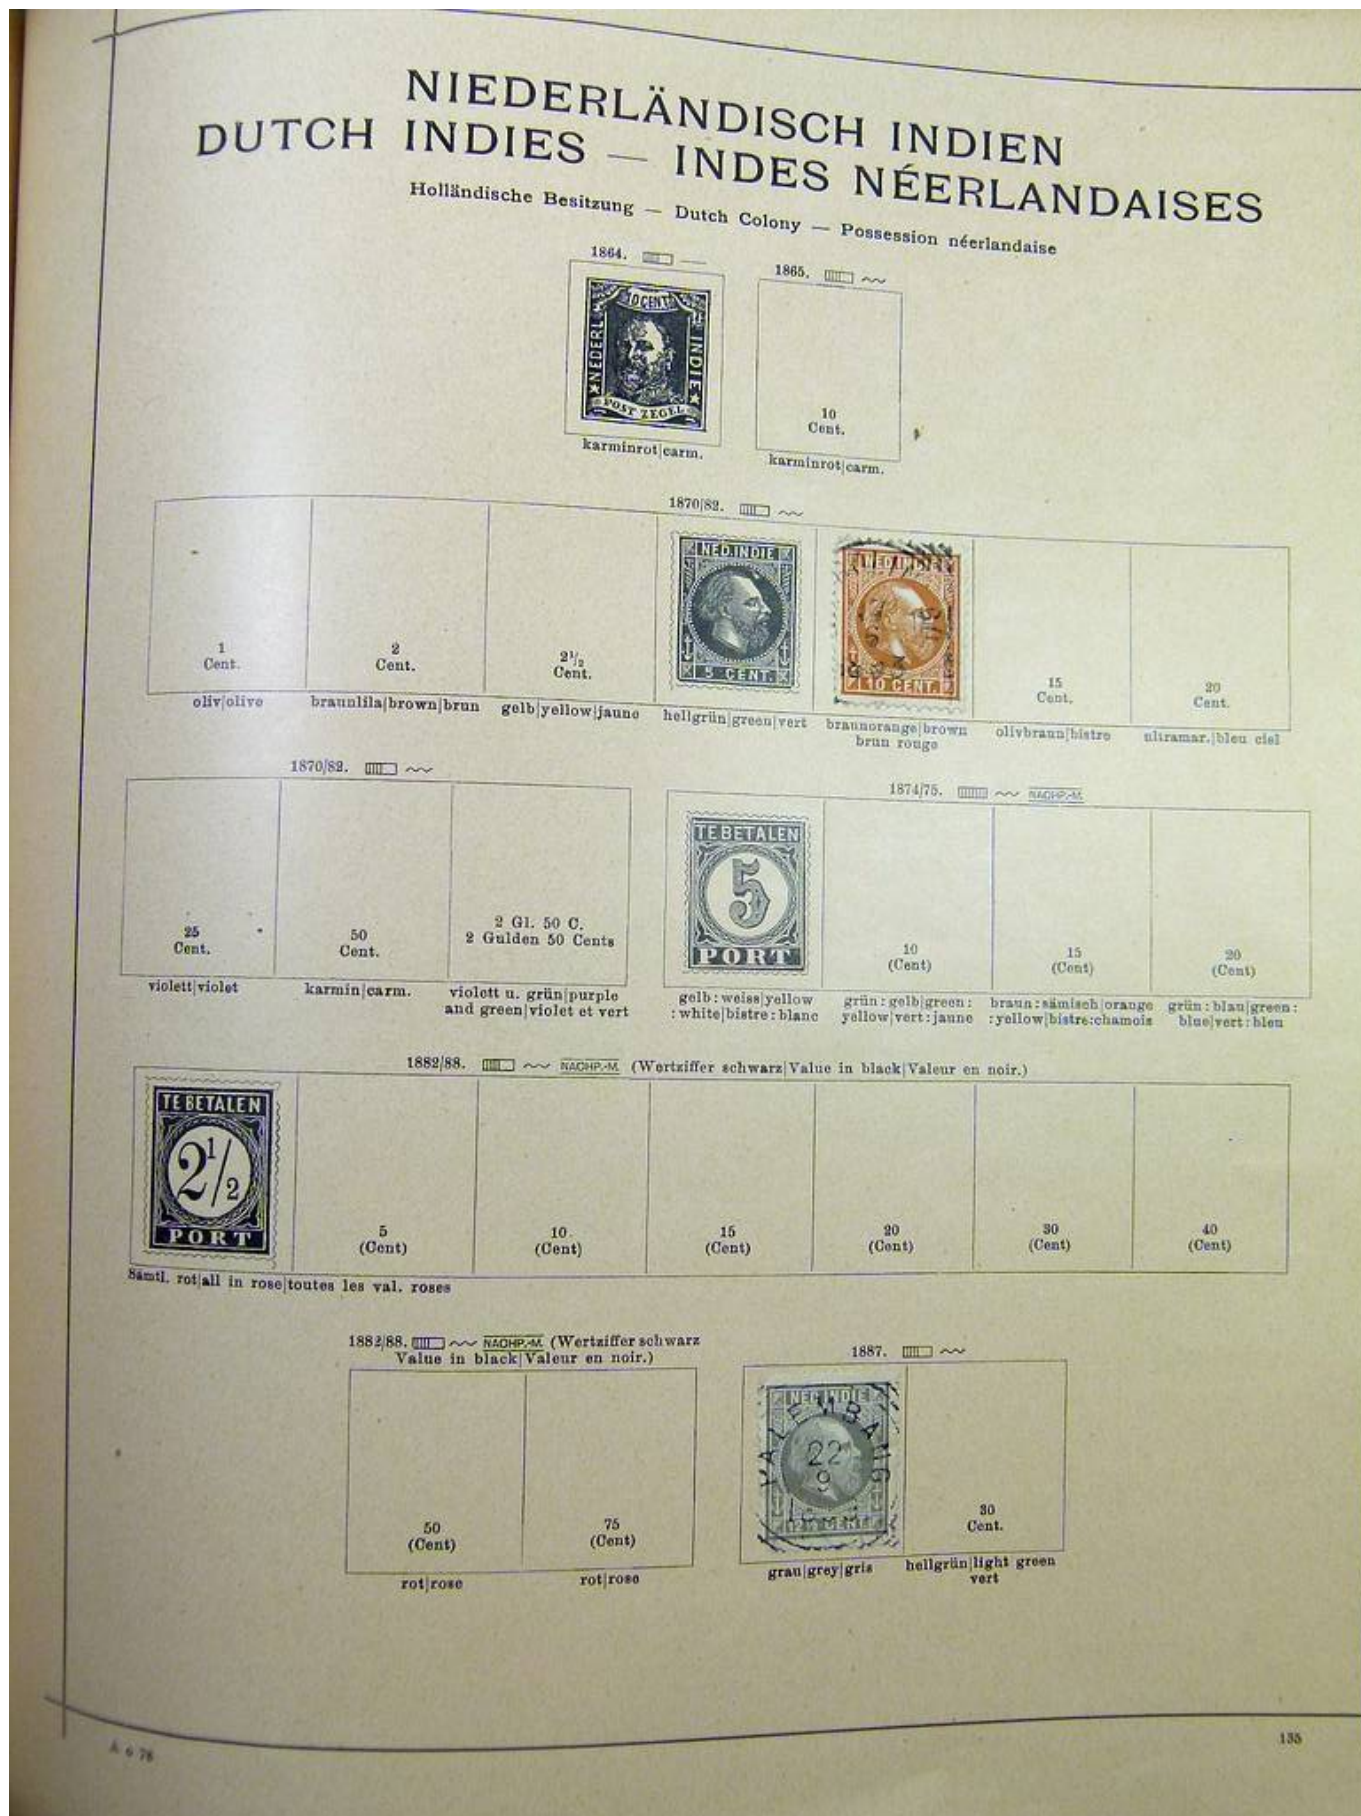 NIEDERLÄNDISCH INDIEN
DUTCH INDIES — INDES NÉERLANDAISES
Holländische Besitzung — Dutch Colony — Possession néerlandaise
1864.
1865.
10 CENT.
NEDERL.
INDIE
POST ZEGEL
10
Cent.
karminrot|carm.
karminrot|carm.
1870/82.
NED. INDIE
5 CENT.
NED. INDIE
10 CENT.
1
Cent.
2
Cent.
2½
Cent.
15
Cent.
20
Cent.
oliv|olive
braunlila|brown|brun
gelb|yellow|jaune
hellgrün|green|vert
braunorange|brown
brun rouge
olivbraun|bistre
ultramar.|bleu ciel
1870/82.
25
Cent.
50
Cent.
2 Gl. 50 C.
2 Gulden 50 Cents
violett|violet
karmin|carm.
violett u. grün|purple
and green|violet et vert
1874/75. NACHP.-M.
TE BETALEN
5
PORT
10
(Cent)
15
(Cent)
20
(Cent)
gelb : weiss|yellow
: white|bistre : blanc
grün : gelb|green :
yellow|vert : jaune
braun : sämisch|orange
: yellow|bistre:chamois
grün : blau|green :
blue|vert : bleu
1882/88. NACHP.-M. (Wertziffer schwarz|Value in black|Valeur en noir.)
TE BETALEN
2½
PORT
5
(Cent)
10
(Cent)
15
(Cent)
20
(Cent)
30
(Cent)
40
(Cent)
Sämtl. rot|all in rose|toutes les val. roses
1882/88. NACHP.-M. (Wertziffer schwarz
Value in black|Valeur en noir.)
50
(Cent)
75
(Cent)
rot|rose
rot|rose
1887.
NED. INDIE
PALEMBANG
22
9
12½ CENT.
30
Cent.
grau|grey|gris
hellgrün|light green
vert
A 6 76
135